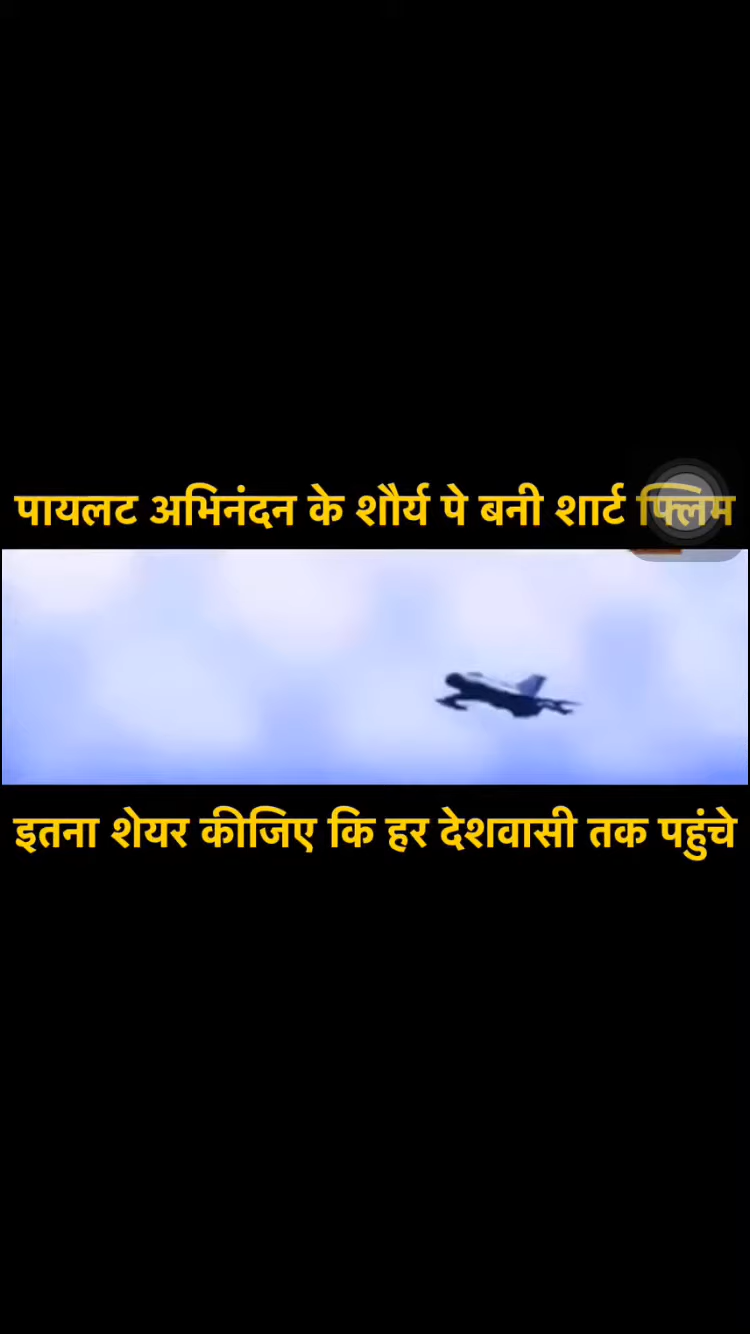 पायलट अभिनंदन के शौर्य पे बनी शार्ट फ्लिम
इतना शेयर कीजिए कि हर देशवासी तक पहुंचे